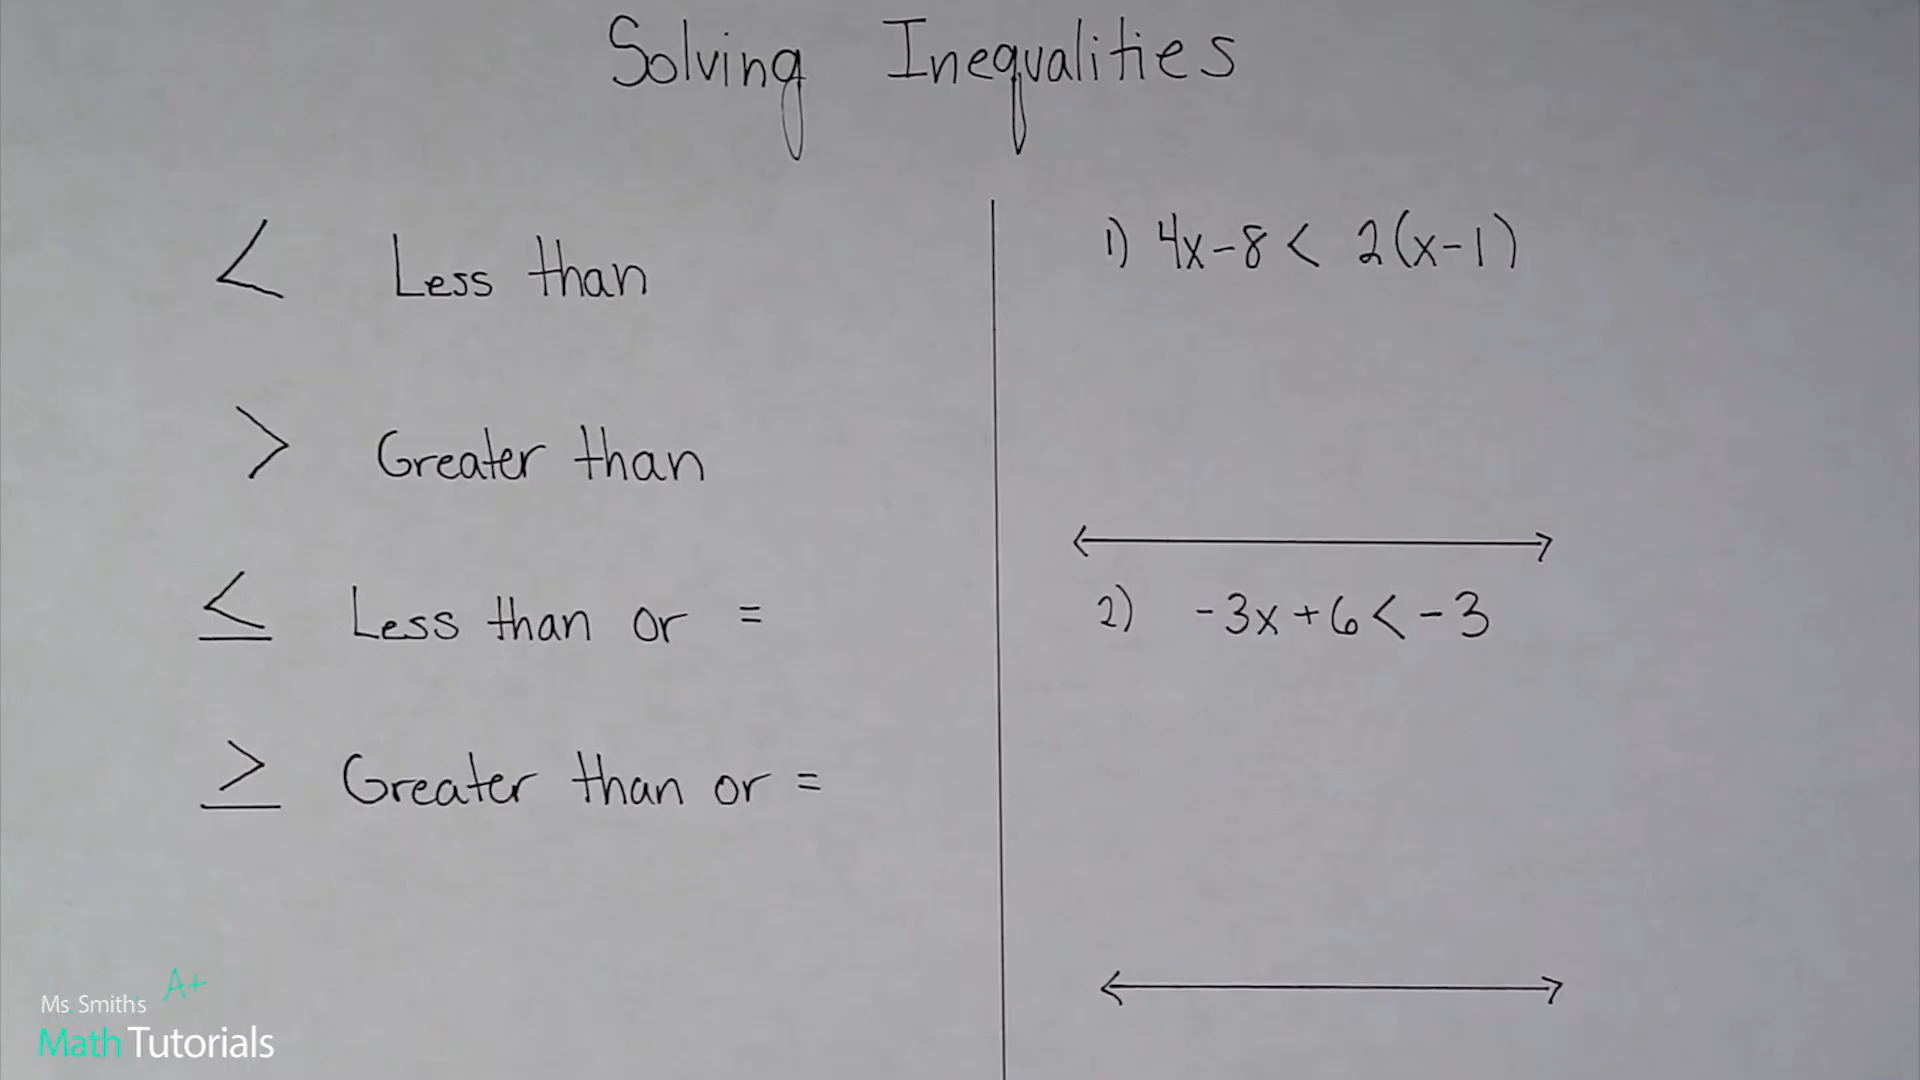 Solving Inequalities
< Less than
> Greater than
≤ Less than or =
≥ Greater than or =
1) 4x-8 < 2(x-1)
2) -3x+6 < -3
A+
Ms. Smith's
Math Tutorials